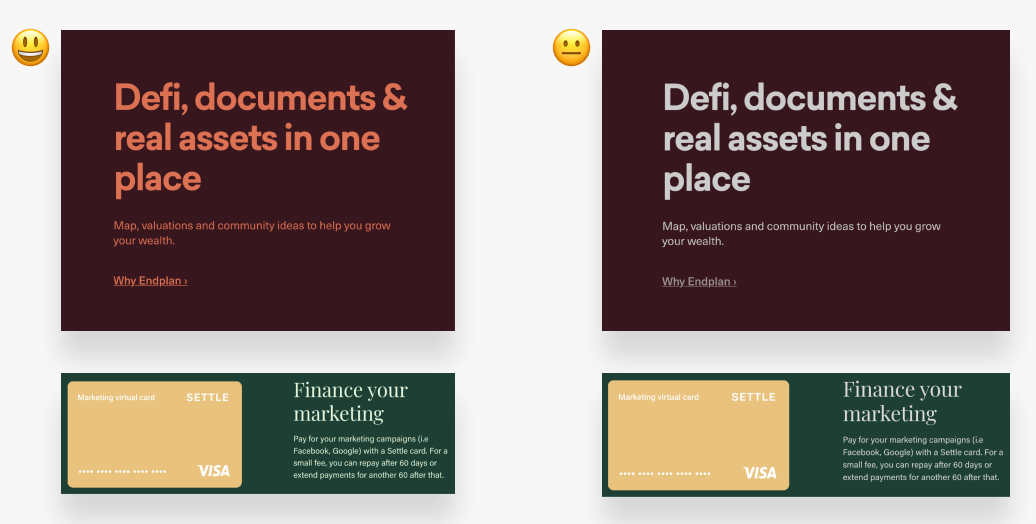 Defi, documents &
real assets in one
place
Map, valuations and community ideas to help you grow
your wealth.
Why Endplan ›
Defi, documents &
real assets in one
place
Map, valuations and community ideas to help you grow
your wealth.
Why Endplan ›
Marketing virtual card
SETTLE
VISA
Finance your
marketing
Pay for your marketing campaigns (i.e
Facebook, Google) with a Settle card. For a
small fee, you can repay after 60 days or
extend payments for another 60 after that.
Marketing virtual card
SETTLE
VISA
Finance your
marketing
Pay for your marketing campaigns (i.e
Facebook, Google) with a Settle card. For a
small fee, you can repay after 60 days or
extend payments for another 60 after that.